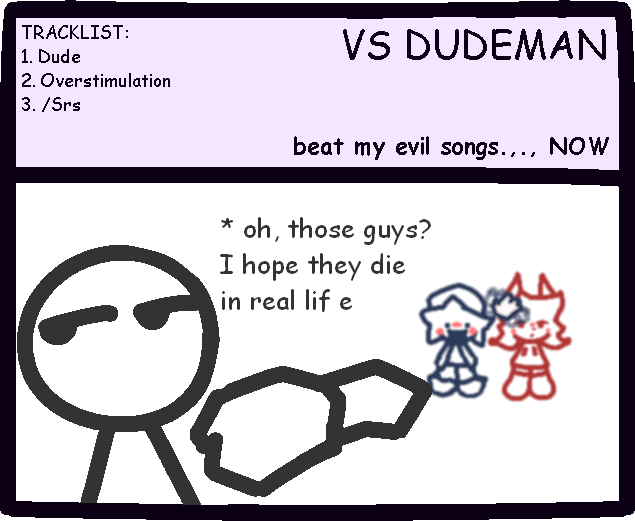 TRACKLIST:
1. Dude
2. Overstimulation
3. /Srs
VS DUDEMAN
beat my evil songs.,., NOW
* oh, those guys?
I hope they die
in real lif e